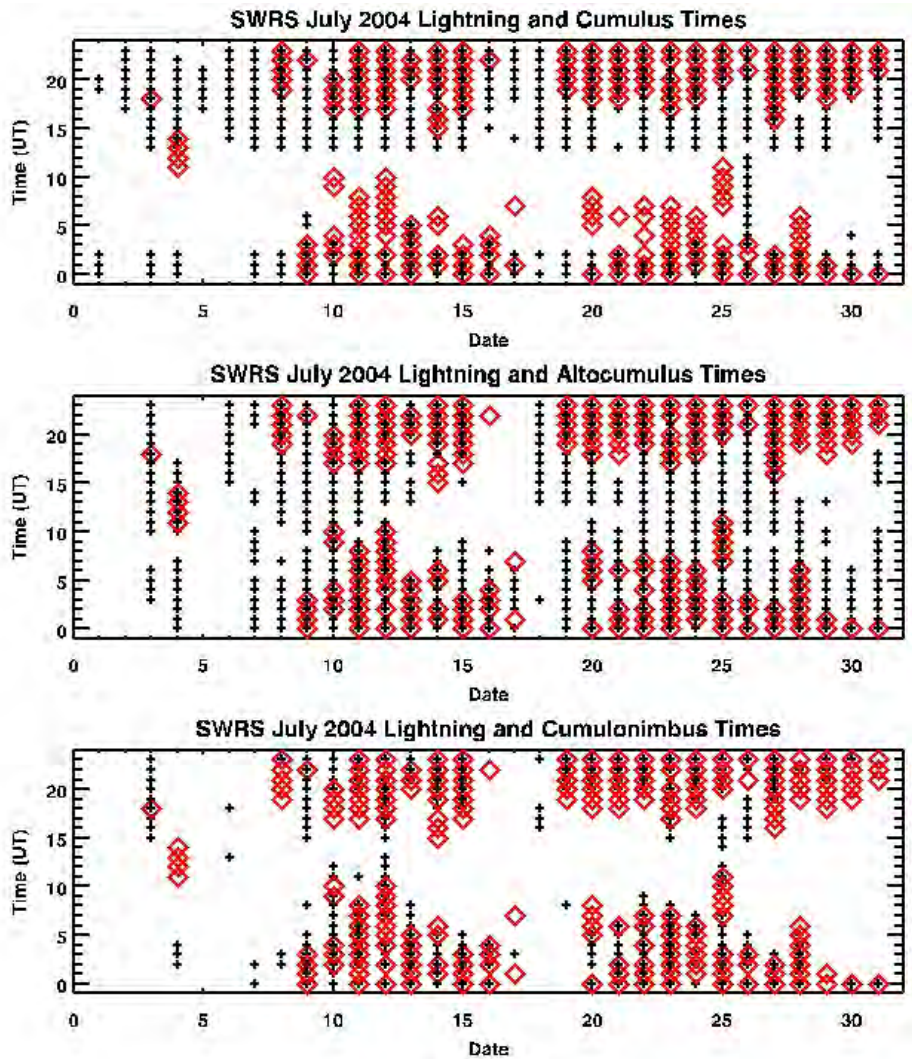 SWRS July 2004 Lightning and Cumulus Times
Time (UT)
20
15
10
5
0
0 5 10 15 20 25 30
Date
SWRS July 2004 Lightning and Altocumulus Times
Time (UT)
20
15
10
5
0
0 5 10 15 20 25 30
Date
SWRS July 2004 Lightning and Cumulonimbus Times
Time (UT)
20
15
10
5
0
0 5 10 15 20 25 30
Date